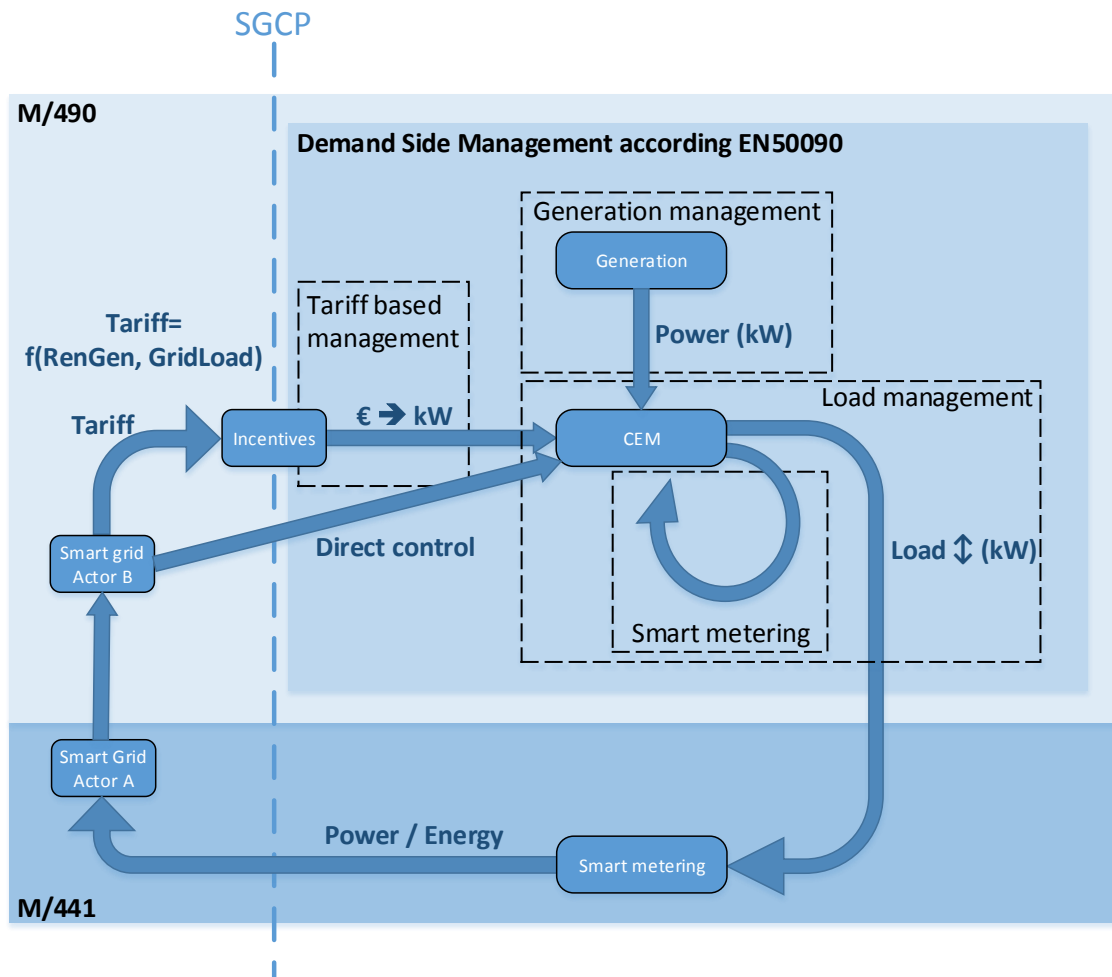 SGCP
M/490
Demand Side Management according EN50090
Generation management
Generation
Power (kW)
Tariff based
management
Tariff=
f(RenGen, GridLoad)
Tariff
Incentives
€ ➔ kW
Load management
CEM
Direct control
Smart grid
Actor B
Load ↕ (kW)
Smart metering
Smart Grid
Actor A
Power / Energy
Smart metering
M/441